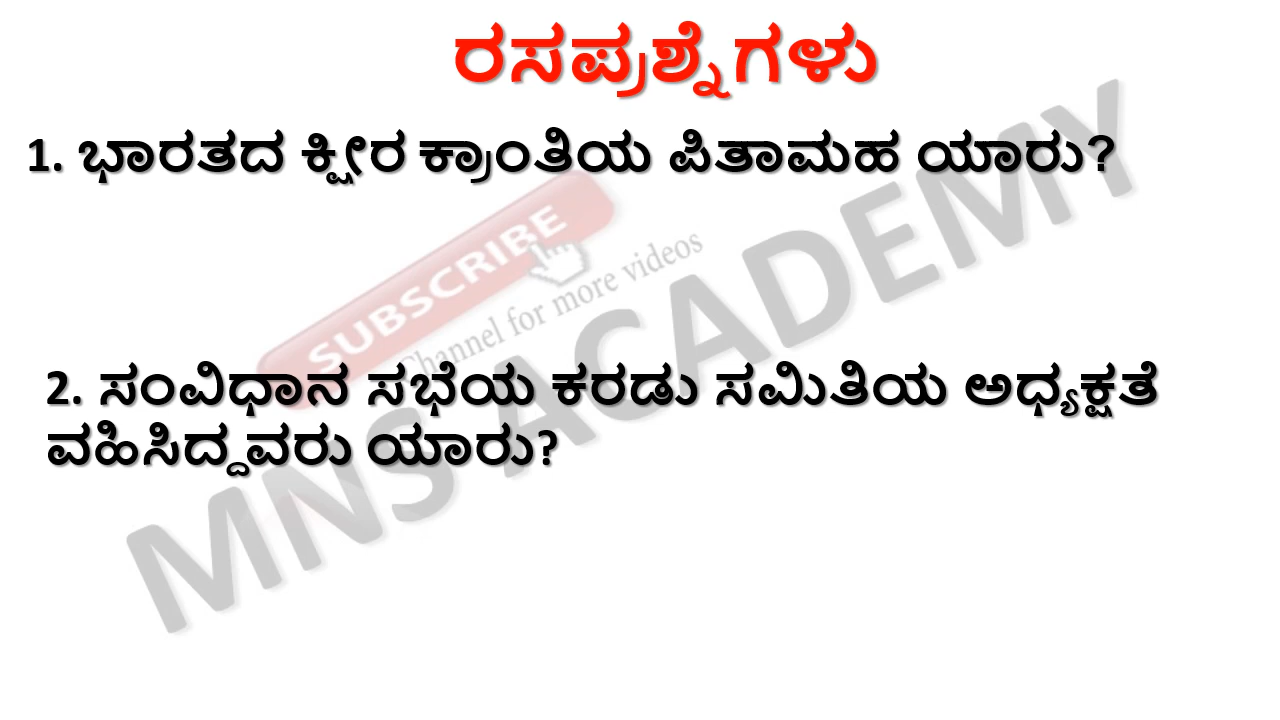 ರಸಪ್ರಶ್ನೆಗಳು
1. ಭಾರತದ ಕ್ಷೀರ ಕ್ರಾಂತಿಯ ಪಿತಾಮಹ ಯಾರು?
SUBSCRIBE
Channel for more videos
2. ಸಂವಿಧಾನ ಸಭೆಯ ಕರಡು ಸಮಿತಿಯ ಅಧ್ಯಕ್ಷತೆ
ವಹಿಸಿದ್ದವರು ಯಾರು?
MNS ACADEMY